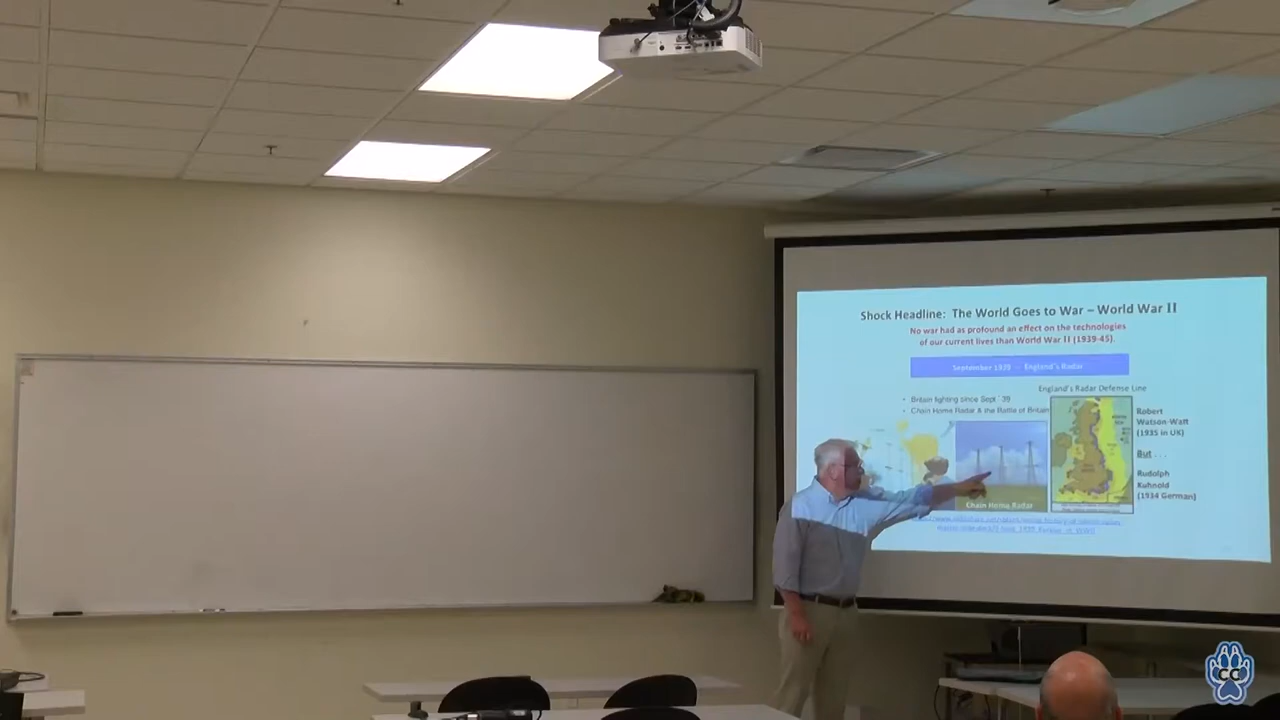 Shock Headline: The World Goes to War – World War II
No war had as profound an effect on the technologies
of our current lives than World War II (1939-45).
September 1939 - England's Radar
England's Radar Defense Line
• Britain fighting since Sept 39
• Chain Home Radar & the Battle of Britain
Robert
Watson-Watt
(1935 in UK)
But . . .
Rudolph
Kuhnold
(1934 German)
Chain Home Radar
CC